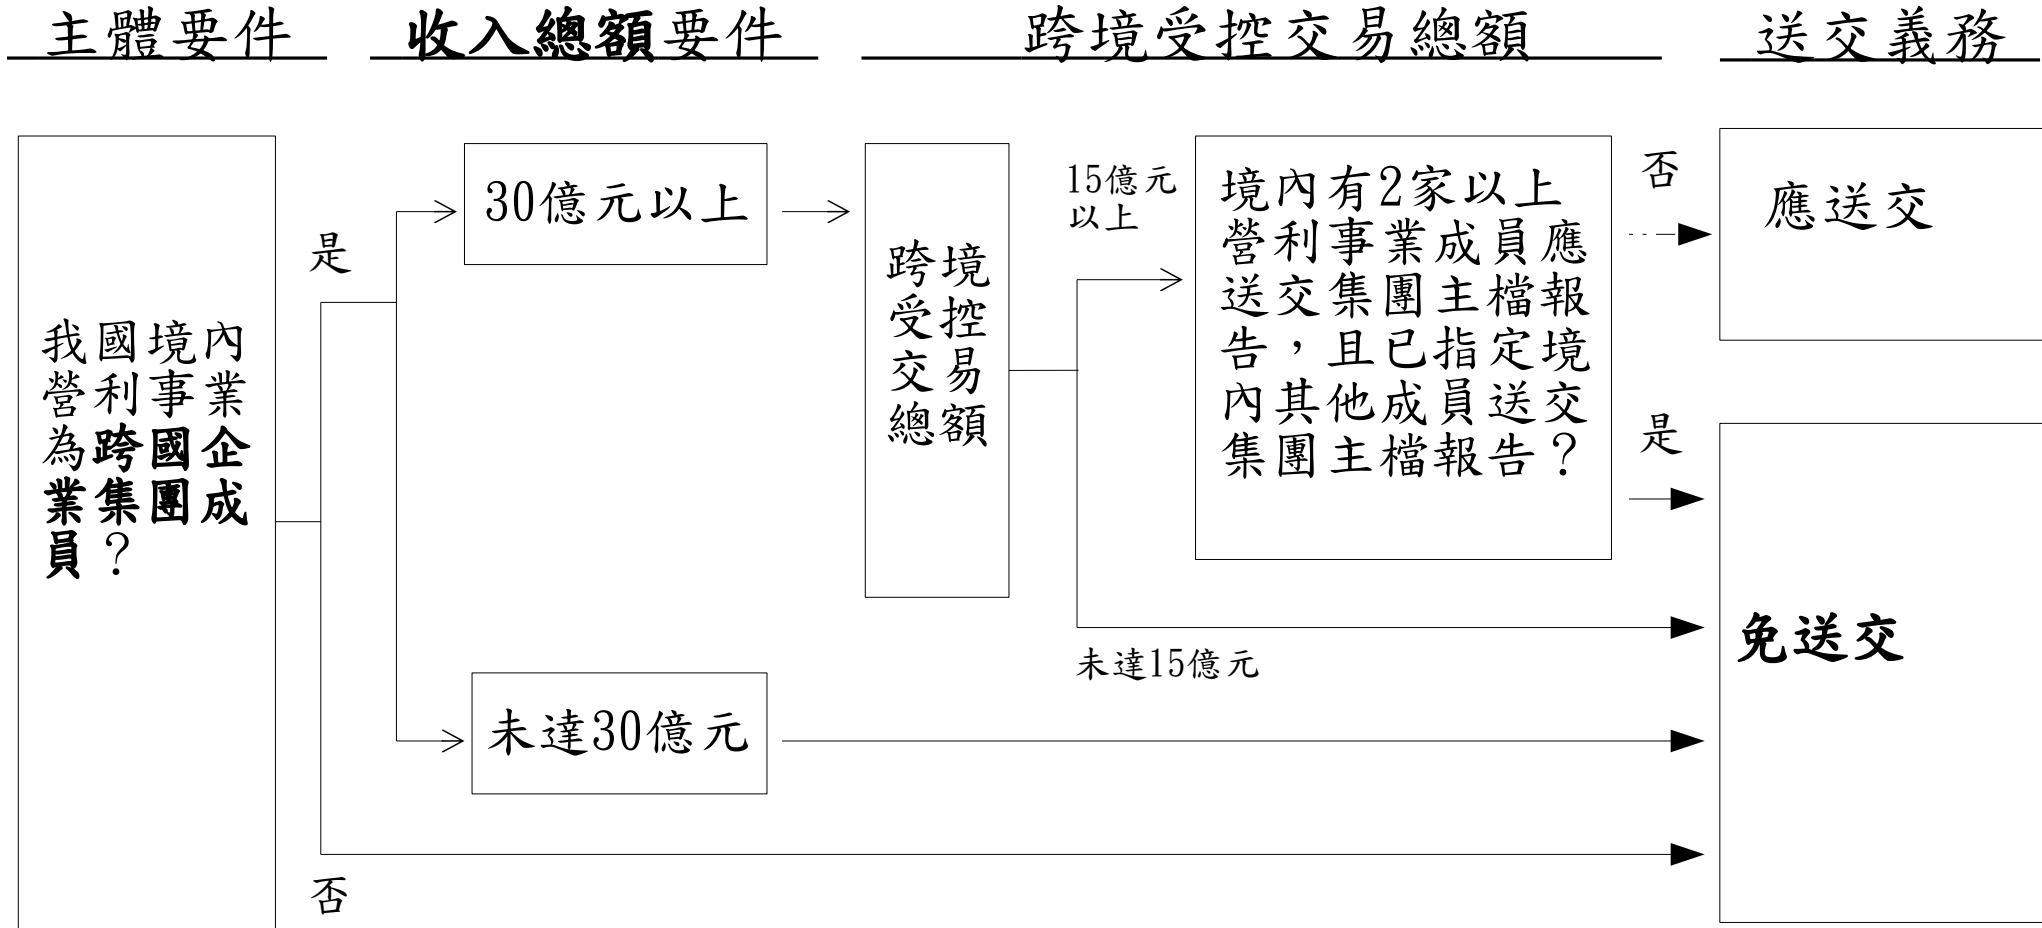 主體要件
收入總額要件
跨境受控交易總額
送交義務
我國境內
營利事業
為跨國企
業集團成
員？
是
否
30億元以上
未達30億元
跨境
受控
交易
總額
15億元
以上
未達15億元
境內有2家以上
營利事業成員應
送交集團主檔報
告，且已指定境
內其他成員送交
集團主檔報告？
否
是
應送交
免送交